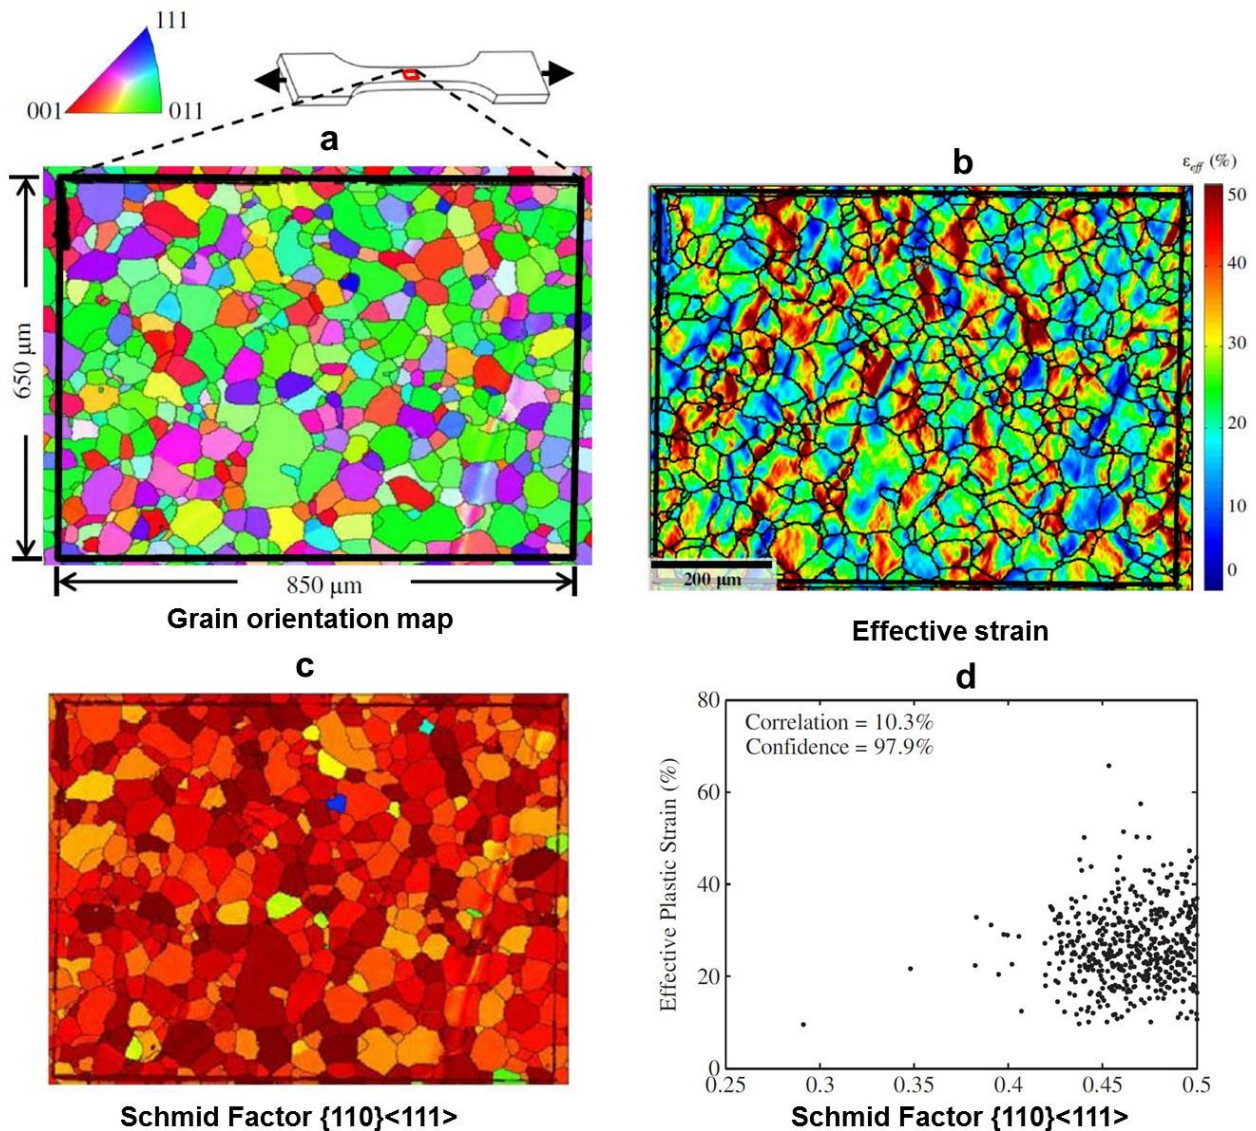 111
001
011
a
650 μm
850 μm
Grain orientation map
b
ε_eff (%)
50
40
30
20
10
0
200 μm
Effective strain
c
Schmid Factor {110}<111>
d
Correlation = 10.3%
Confidence = 97.9%
Effective Plastic Strain (%)
80
60
40
20
0
0.25
0.3
0.35
0.4
0.45
0.5
Schmid Factor {110}<111>